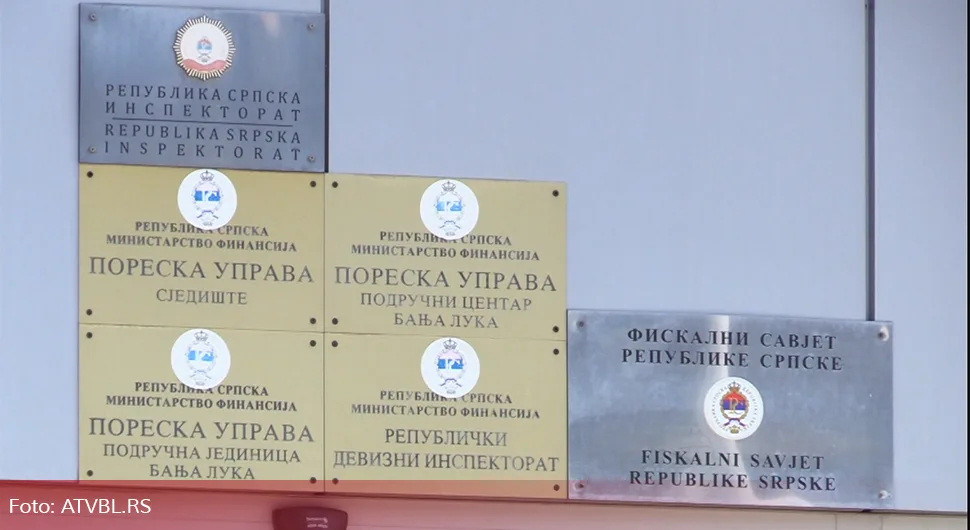 РЕПУБЛИКА СРПСКА
ИНСПЕКТОРАТ
REPUBLIKA SRPSKA
INSPEKTORAT
РЕПУБЛИКА СРПСКА
МИНИСТАРСТВО ФИНАНСИЈА
ПОРЕСКА УПРАВА
СЈЕДИШТЕ
РЕПУБЛИКА СРПСКА
МИНИСТАРСТВО ФИНАНСИЈА
ПОРЕСКА УПРАВА
ПОДРУЧНИ ЦЕНТАР
БАЊА ЛУКА
РЕПУБЛИКА СРПСКА
МИНИСТАРСТВО ФИНАНСИЈА
ПОРЕСКА УПРАВА
ПОДРУЧНА ЈЕДИНИЦА
БАЊА ЛУКА
РЕПУБЛИКА СРПСКА
МИНИСТАРСТВО ФИНАНСИЈА
РЕПУБЛИЧКИ
ДЕВИЗНИ ИНСПЕКТОРАТ
ФИСКАЛНИ САВЈЕТ
РЕПУБЛИКЕ СРПСКЕ
FISKALNI SAVJET
REPUBLIKE SRPSKE
Foto: ATVBL.RS